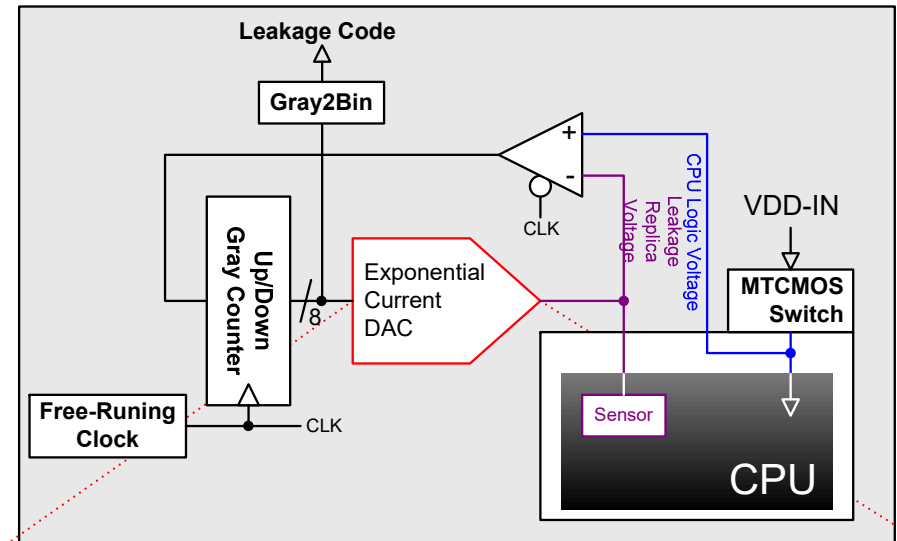 Leakage Code
Gray2Bin
+
-
CLK
CPU Logic Voltage
Leakage
Replica
Voltage
VDD-IN
MTCMOS
Switch
Up/Down
Gray Counter
8
Exponential
Current
DAC
Free-Runing
Clock
CLK
Sensor
CPU